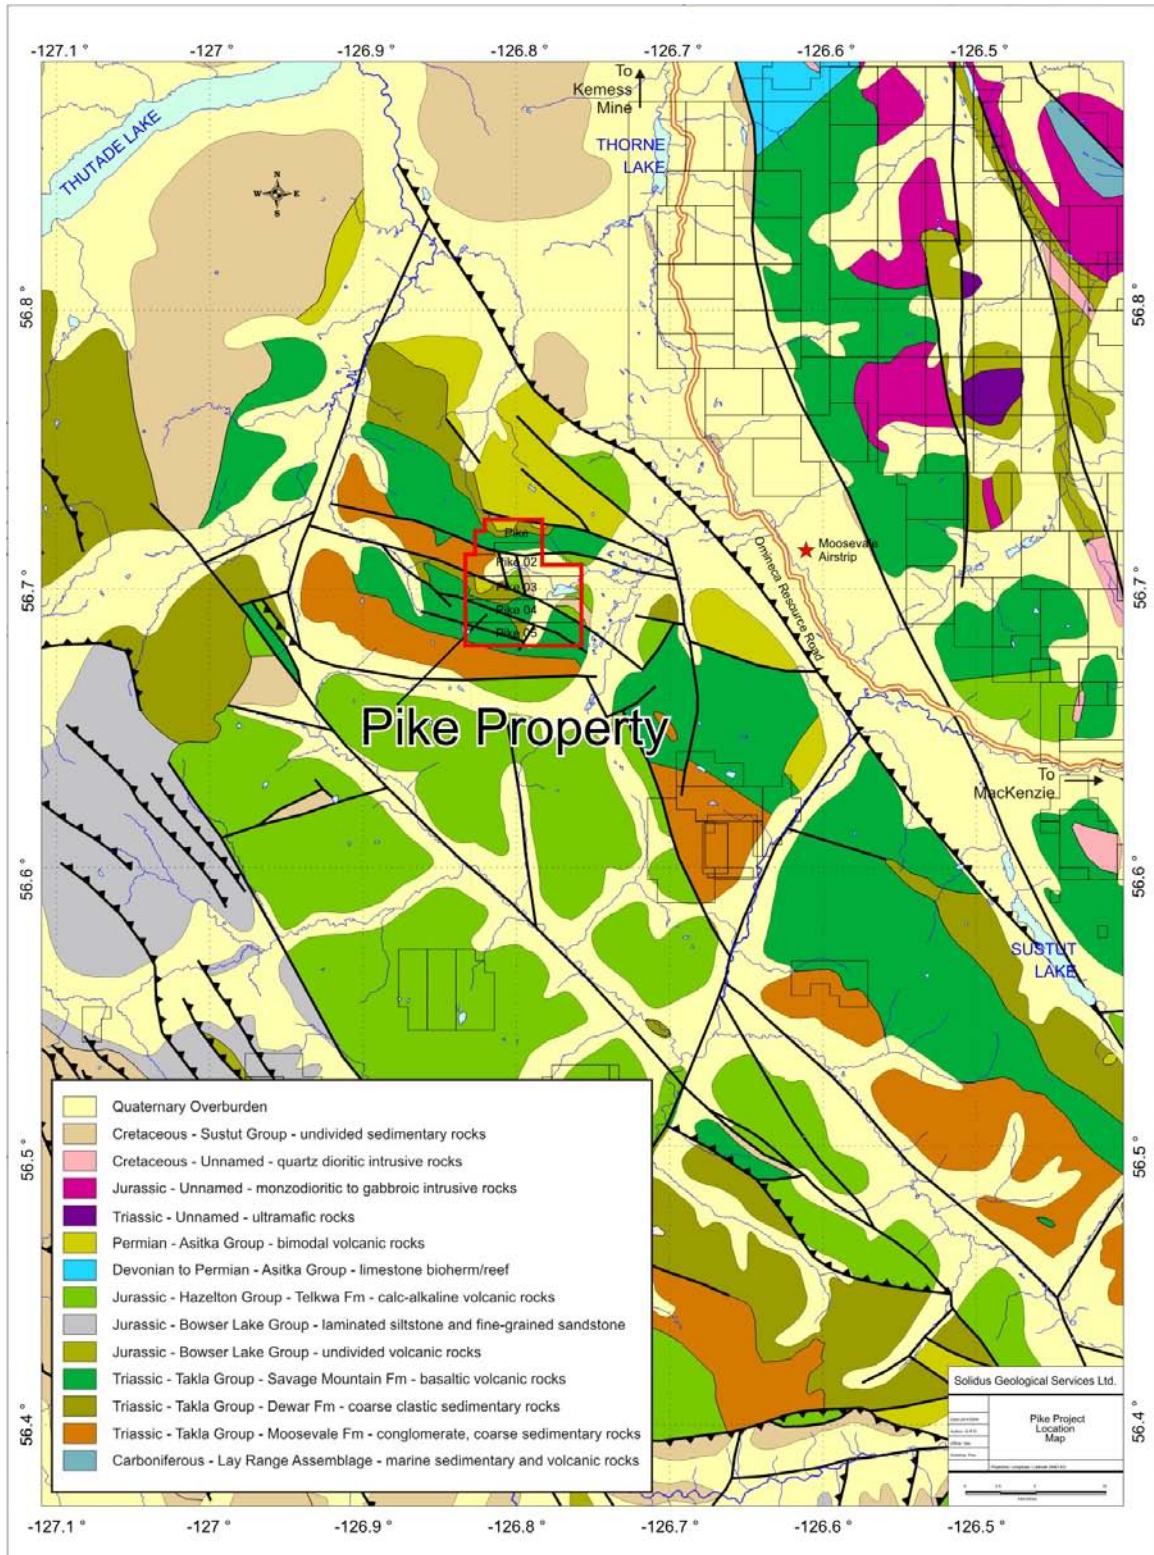 -127.1 °
-127 °
-126.9 °
-126.8 °
-126.7 °
-126.6 °
-126.5 °
To
Kemess
Mine
THUTADE LAKE
THORNE
LAKE
N
W E
S
56.8 °
56.8 °
Pike
Moosevale
Airstrip
Pike 02
56.7 °
Pike 03
56.7 °
Omineca Resource Road
Pike 04
Pike 05
Pike Property
To
MacKenzie
56.6 °
56.6 °
SUSTUT
LAKE
56.5 °
56.5 °
Quaternary Overburden
Cretaceous - Sustut Group - undivided sedimentary rocks
Cretaceous - Unnamed - quartz dioritic intrusive rocks
Jurassic - Unnamed - monzodioritic to gabbroic intrusive rocks
Triassic - Unnamed - ultramafic rocks
Permian - Asitka Group - bimodal volcanic rocks
Devonian to Permian - Asitka Group - limestone bioherm/reef
Jurassic - Hazelton Group - Telkwa Fm - calc-alkaline volcanic rocks
Jurassic - Bowser Lake Group - laminated siltstone and fine-grained sandstone
Jurassic - Bowser Lake Group - undivided volcanic rocks
Triassic - Takla Group - Savage Mountain Fm - basaltic volcanic rocks
Triassic - Takla Group - Dewar Fm - coarse clastic sedimentary rocks
Triassic - Takla Group - Moosevale Fm - conglomerate, coarse sedimentary rocks
Carboniferous - Lay Range Assemblage - marine sedimentary and volcanic rocks
56.4 °
56.4 °
Solidus Geological Services Ltd.
Pike Project
Location
Map
-127.1 °
-127 °
-126.9 °
-126.8 °
-126.7 °
-126.6 °
-126.5 °